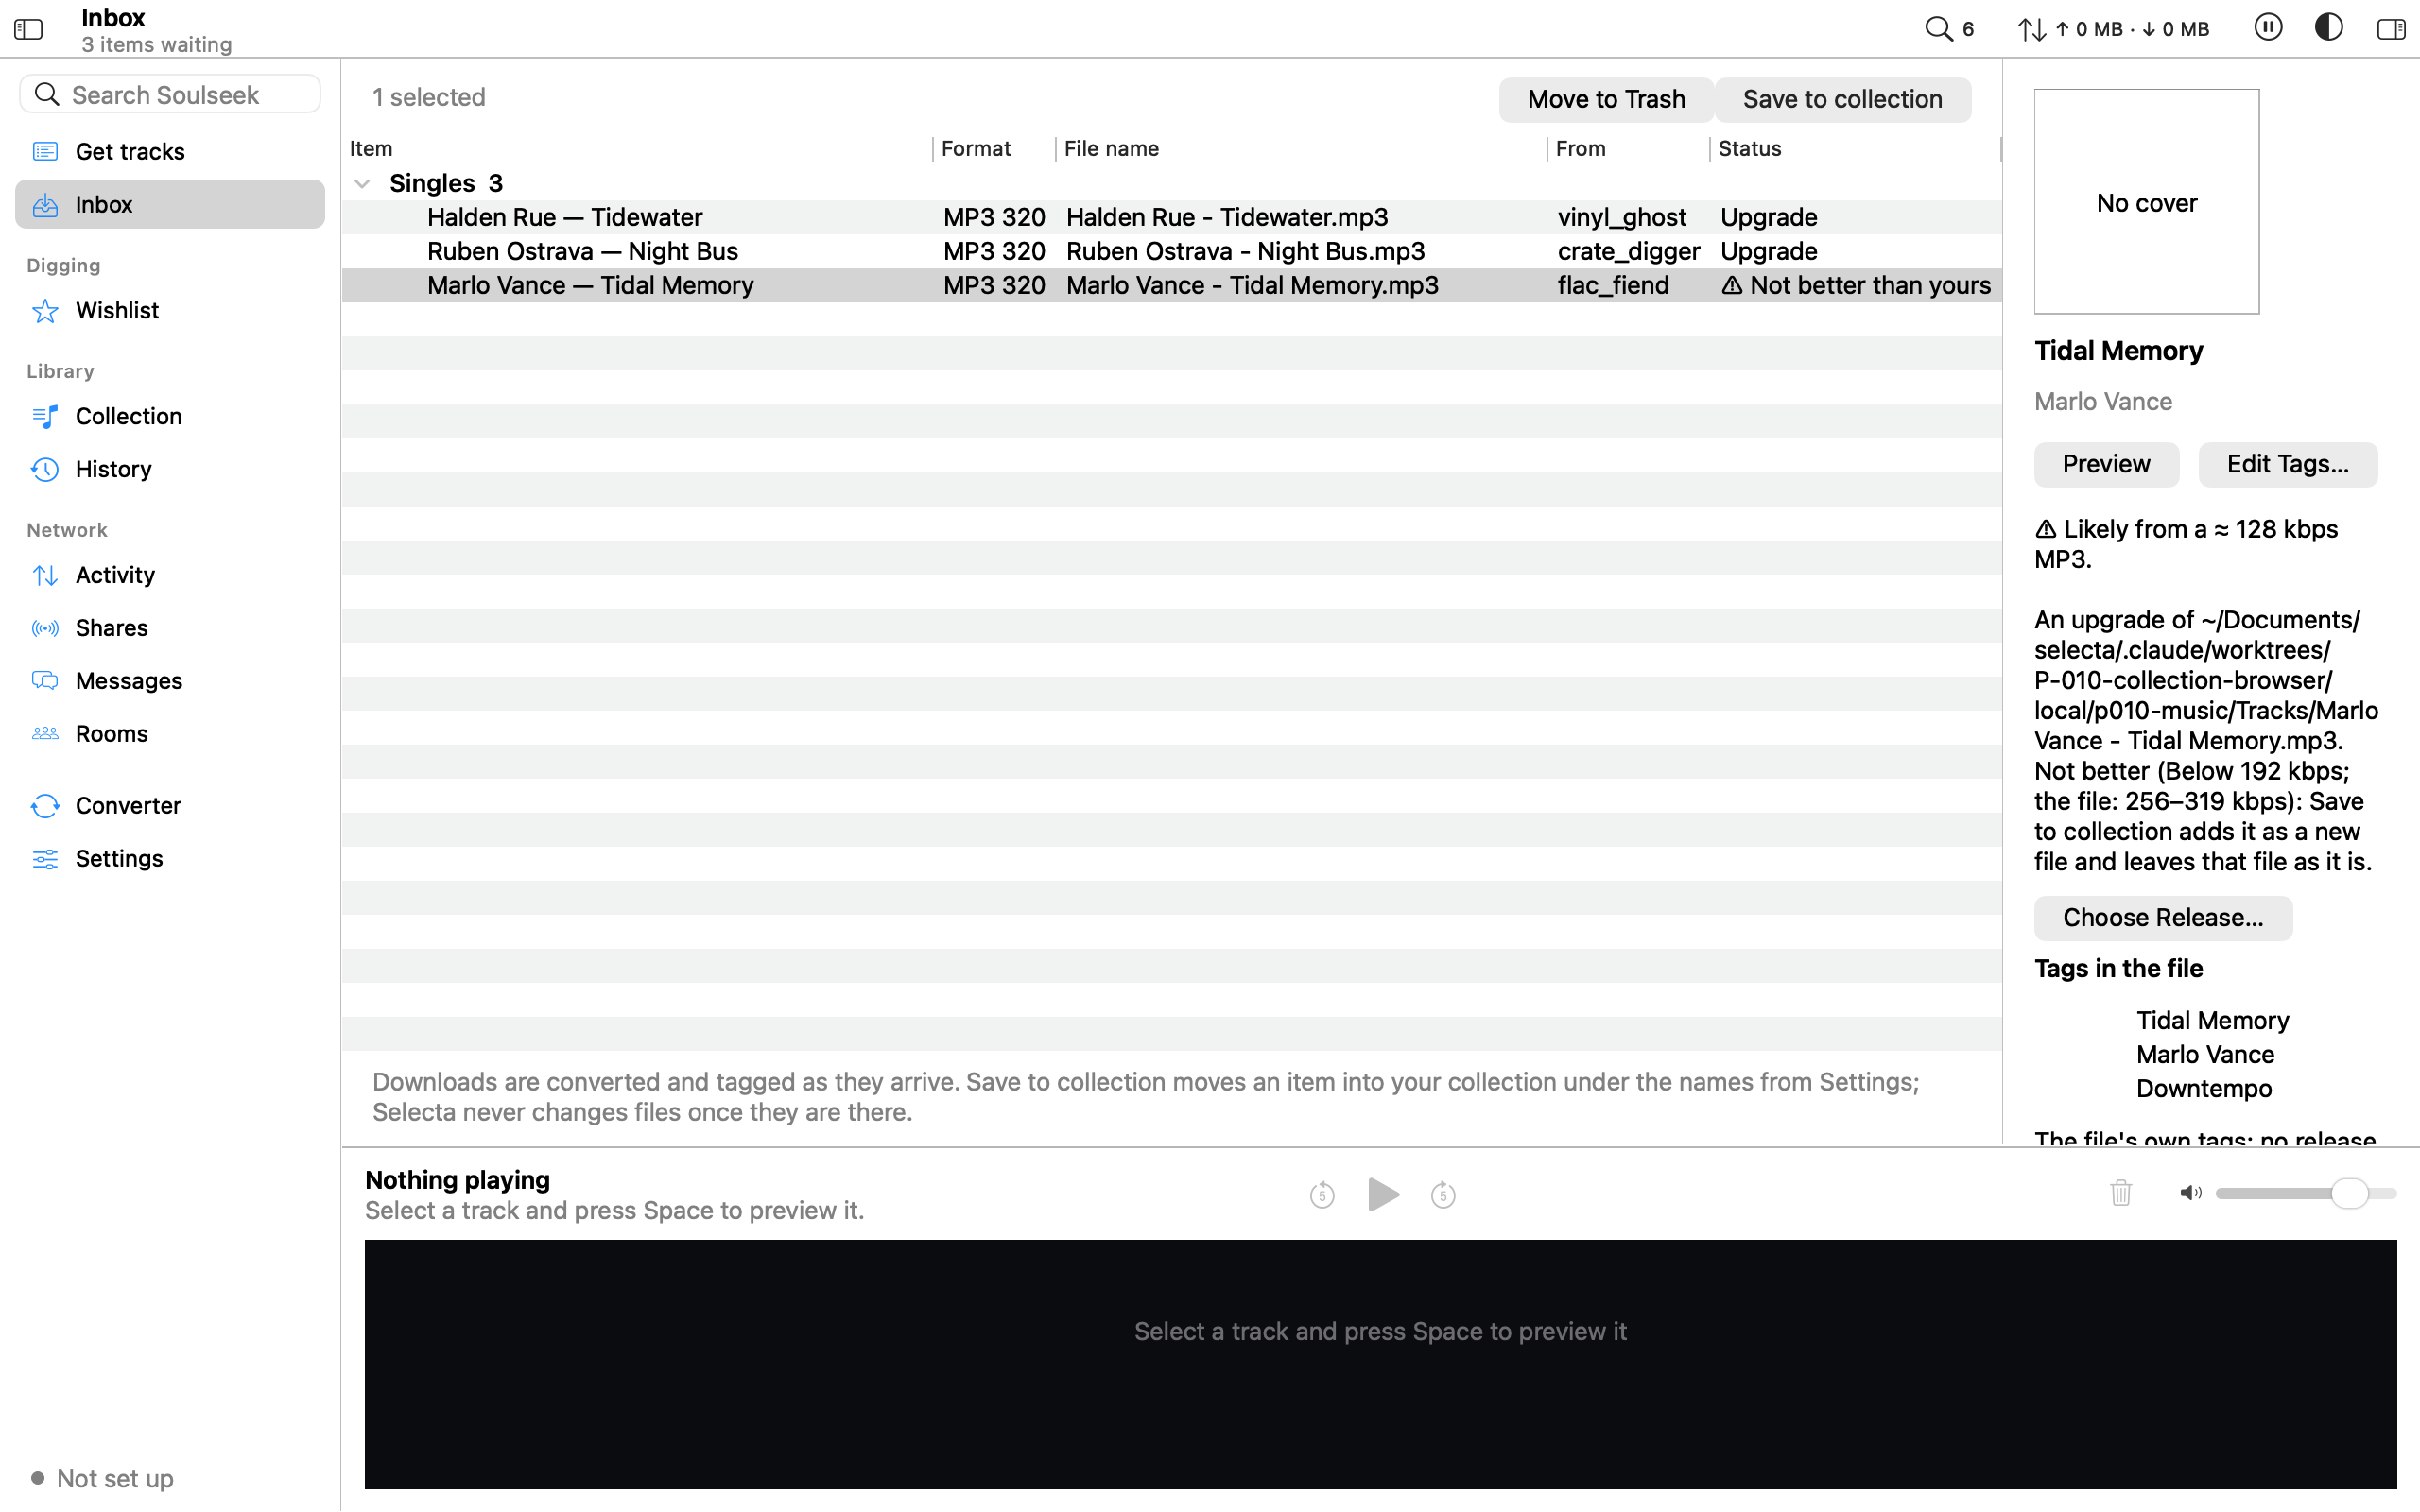 Inbox
3 items waiting
6
↑ 0 MB · ↓ 0 MB
Search Soulseek
Get tracks
Inbox
Digging
Wishlist
Library
Collection
History
Network
Activity
Shares
Messages
Rooms
Converter
Settings
Not set up
1 selected
Move to Trash
Save to collection
Item Format File name From Status
Singles 3
Halden Rue — Tidewater MP3 320 Halden Rue - Tidewater.mp3 vinyl_ghost Upgrade
Ruben Ostrava — Night Bus MP3 320 Ruben Ostrava - Night Bus.mp3 crate_digger Upgrade
Marlo Vance — Tidal Memory MP3 320 Marlo Vance - Tidal Memory.mp3 flac_fiend ⚠ Not better than yours
Downloads are converted and tagged as they arrive. Save to collection moves an item into your collection under the names from Settings;
Selecta never changes files once they are there.
No cover
Tidal Memory
Marlo Vance
Preview
Edit Tags...
⚠ Likely from a ≈ 128 kbps
MP3.
An upgrade of ~/Documents/
selecta/.claude/worktrees/
P-010-collection-browser/
local/p010-music/Tracks/Marlo
Vance - Tidal Memory.mp3.
Not better (Below 192 kbps;
the file: 256–319 kbps): Save
to collection adds it as a new
file and leaves that file as it is.
Choose Release...
Tags in the file
Tidal Memory
Marlo Vance
Downtempo
The file's own tags: no release
Nothing playing
Select a track and press Space to preview it.
5
5
Select a track and press Space to preview it